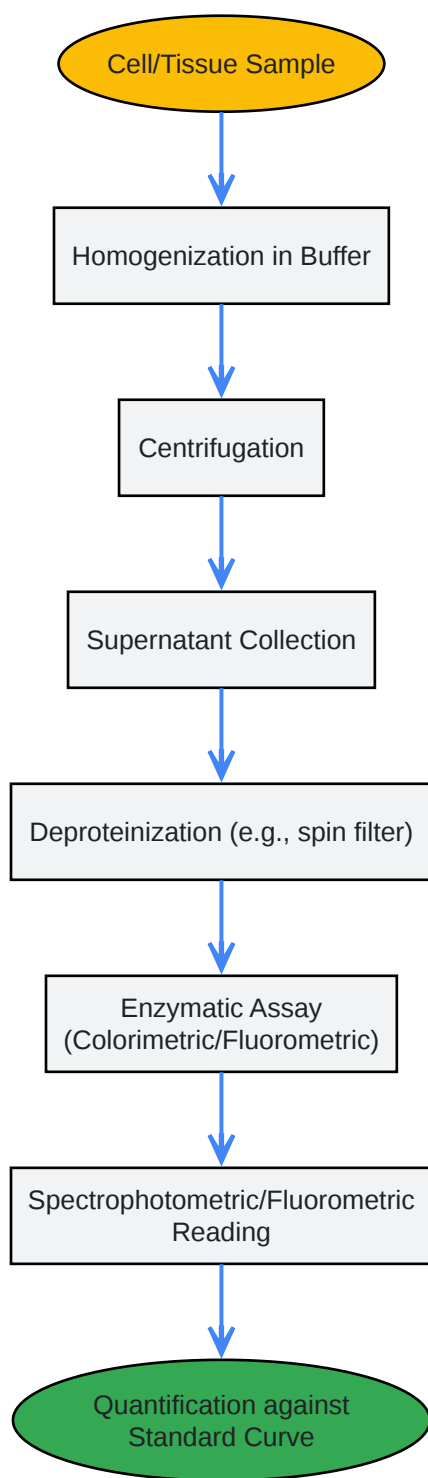 Cell/Tissue Sample
Homogenization in Buffer
Centrifugation
Supernatant Collection
Deproteinization (e.g., spin filter)
Enzymatic Assay
(Colorimetric/Fluorometric)
Spectrophotometric/Fluorometric
Reading
Quantification against
Standard Curve